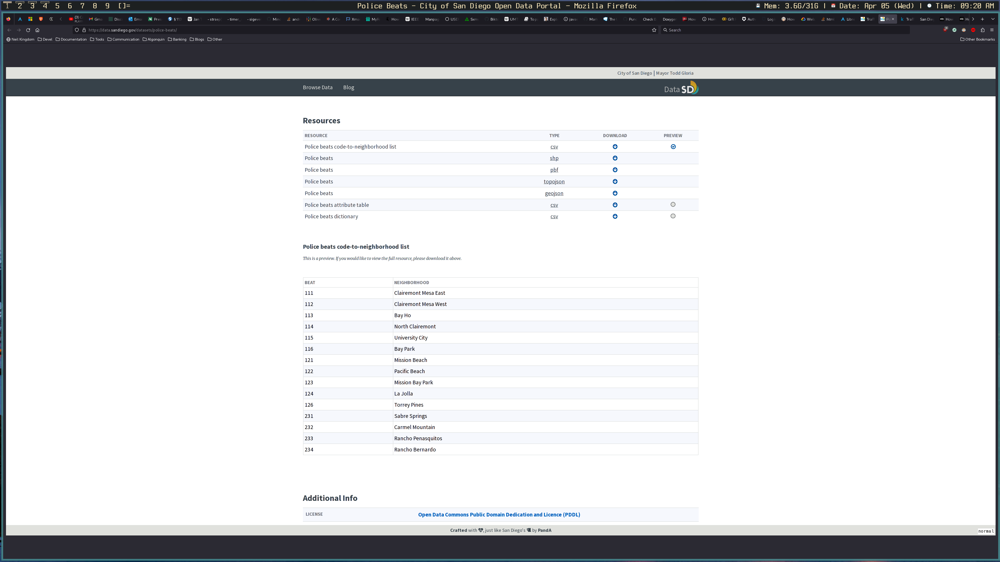 1 2 3 4 5 6 7 8 9 []= Police Beats - City of San Diego Open Data Portal — Mozilla Firefox Mem: 3.6G/31G | Date: Apr 05 (Wed) | Time: 09:20 AM
https://data.sandiego.gov/datasets/police-beats/ Search
Neil Kingdom Devel Documentation Tools Communication Algonquin Banking Blogs Other Other Bookmarks
City of San Diego | Mayor Todd Gloria
Browse Data Blog Data SD
Resources
RESOURCE TYPE DOWNLOAD PREVIEW
Police beats code-to-neighborhood list csv
Police beats shp
Police beats pbf
Police beats topojson
Police beats geojson
Police beats attribute table csv
Police beats dictionary csv
Police beats code-to-neighborhood list
This is a preview. If you would like to view the full resource, please download it above.
BEAT NEIGHBORHOOD
111 Clairemont Mesa East
112 Clairemont Mesa West
113 Bay Ho
114 North Clairemont
115 University City
116 Bay Park
121 Mission Beach
122 Pacific Beach
123 Mission Bay Park
124 La Jolla
126 Torrey Pines
231 Sabre Springs
232 Carmel Mountain
233 Rancho Penasquitos
234 Rancho Bernardo
Additional Info
LICENSE Open Data Commons Public Domain Dedication and Licence (PDDL)
Crafted with , just like San Diego's by PandA
normal